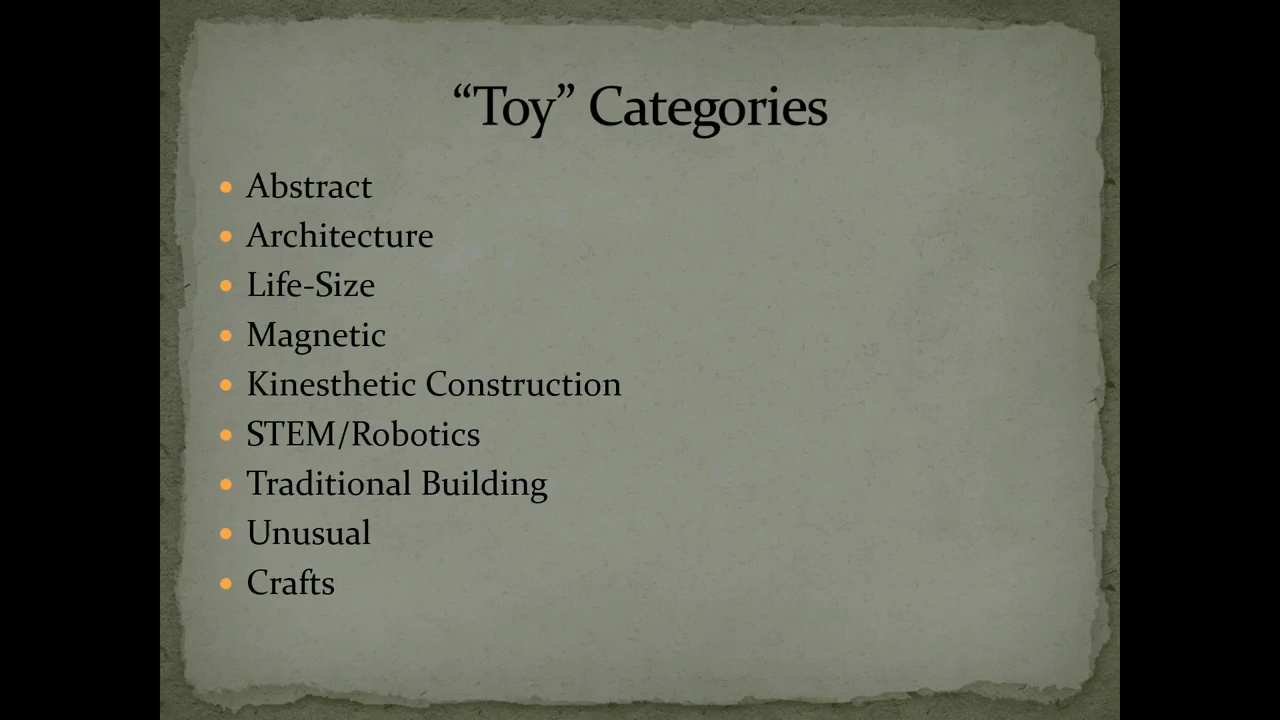 “Toy” Categories
• Abstract
• Architecture
• Life-Size
• Magnetic
• Kinesthetic Construction
• STEM/Robotics
• Traditional Building
• Unusual
• Crafts